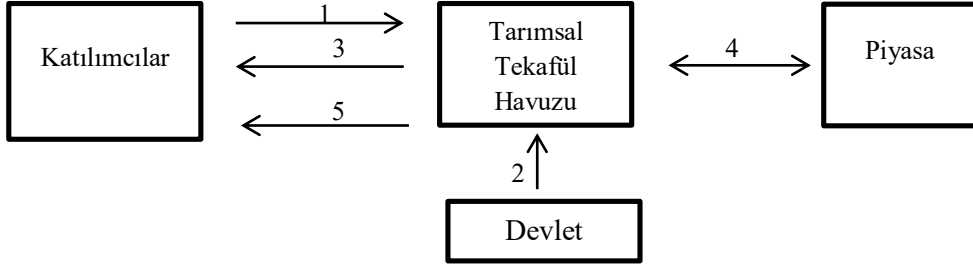 1
Katılımcılar
3
5
Tarımsal
Tekafül
Havuzu
4
Piyasa
2
Devlet